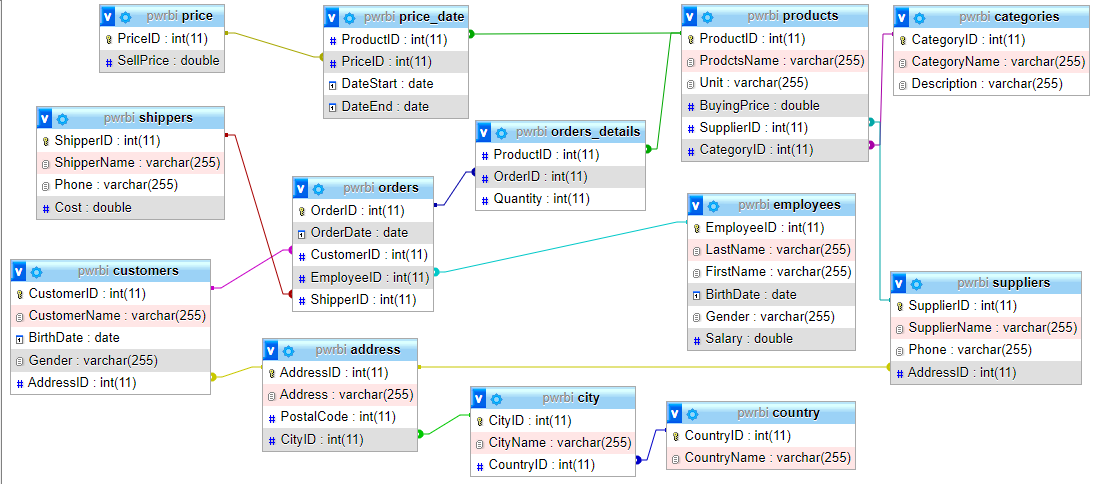 pwrbi price
PriceID : int(11)
SellPrice : double
pwrbi price_date
ProductID : int(11)
PriceID : int(11)
DateStart : date
DateEnd : date
pwrbi products
ProductID : int(11)
ProdctsName : varchar(255)
Unit : varchar(255)
BuyingPrice : double
SupplierID : int(11)
CategoryID : int(11)
pwrbi categories
CategoryID : int(11)
CategoryName : varchar(255)
Description : varchar(255)
pwrbi shippers
ShipperID : int(11)
ShipperName : varchar(255)
Phone : varchar(255)
Cost : double
pwrbi orders_details
ProductID : int(11)
OrderID : int(11)
Quantity : int(11)
pwrbi orders
OrderID : int(11)
OrderDate : date
CustomerID : int(11)
EmployeeID : int(11)
ShipperID : int(11)
pwrbi employees
EmployeeID : int(11)
LastName : varchar(255)
FirstName : varchar(255)
BirthDate : date
Gender : varchar(255)
Salary : double
pwrbi customers
CustomerID : int(11)
CustomerName : varchar(255)
BirthDate : date
Gender : varchar(255)
AddressID : int(11)
pwrbi suppliers
SupplierID : int(11)
SupplierName : varchar(255)
Phone : varchar(255)
AddressID : int(11)
pwrbi address
AddressID : int(11)
Address : varchar(255)
PostalCode : int(11)
CityID : int(11)
pwrbi city
CityID : int(11)
CityName : varchar(255)
CountryID : int(11)
pwrbi country
CountryID : int(11)
CountryName : varchar(255)